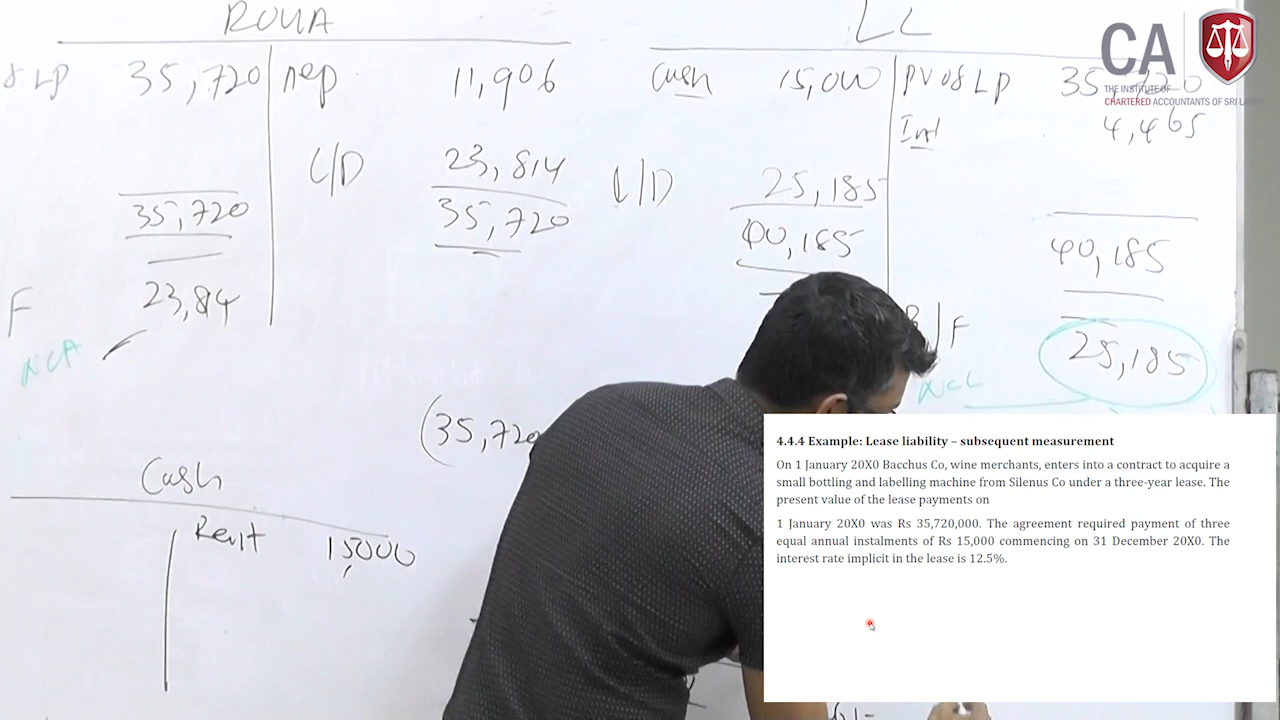 ROUA
LP 35,720 Dep. 11,906
C/D 23,814
35,720 35,720
F 23,814
NCA
LL
Cash 15,000 PV of LP 35,720
Int 4,465
C/D 25,185
40,185 40,185
B/F 25,185
NCL
(35,720
Cash
Rent 15,000
CA
THE INSTITUTE OF
CHARTERED ACCOUNTANTS OF SRI LANKA
4.4.4 Example: Lease liability – subsequent measurement
On 1 January 20X0 Bacchus Co, wine merchants, enters into a contract to acquire a
small bottling and labelling machine from Silenus Co under a three-year lease. The
present value of the lease payments on
1 January 20X0 was Rs 35,720,000. The agreement required payment of three
equal annual instalments of Rs 15,000 commencing on 31 December 20X0. The
interest rate implicit in the lease is 12.5%.